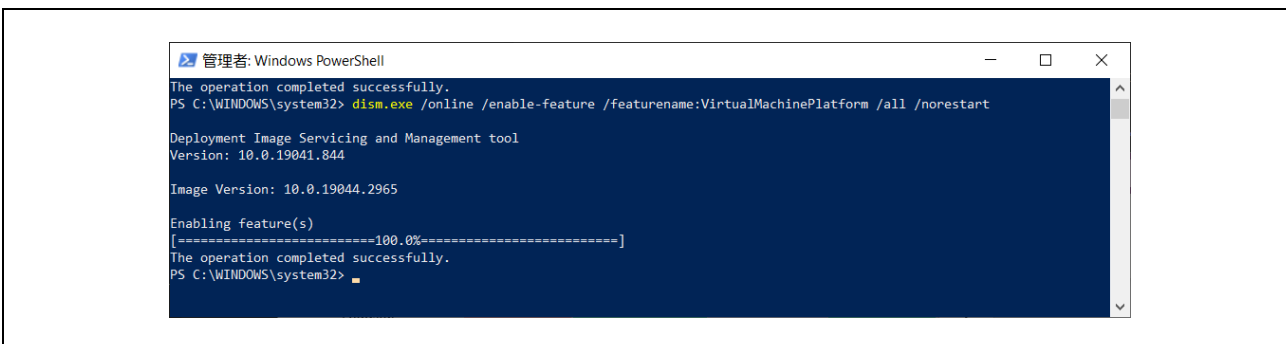 管理者: Windows PowerShell
The operation completed successfully.
PS C:\WINDOWS\system32> dism.exe /online /enable-feature /featurename:VirtualMachinePlatform /all /norestart
Deployment Image Servicing and Management tool
Version: 10.0.19041.844
Image Version: 10.0.19044.2965
Enabling feature(s)
[==========================100.0%==========================]
The operation completed successfully.
PS C:\WINDOWS\system32>